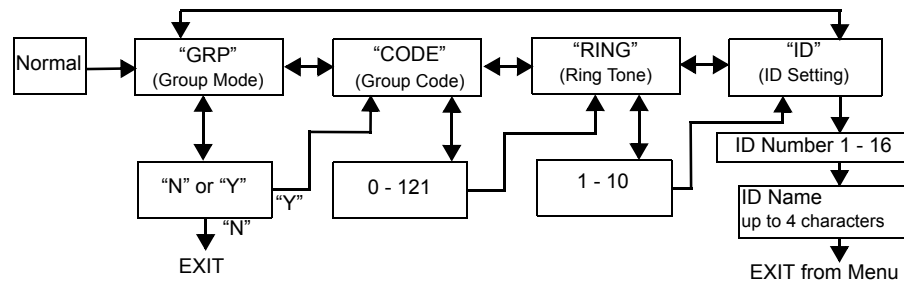 Normal
“GRP”
(Group Mode)
“CODE”
(Group Code)
“RING”
(Ring Tone)
“ID”
(ID Setting)
“N” or “Y”
“Y”
“N”
EXIT
0 - 121
1 - 10
ID Number 1 - 16
ID Name
up to 4 characters
EXIT from Menu